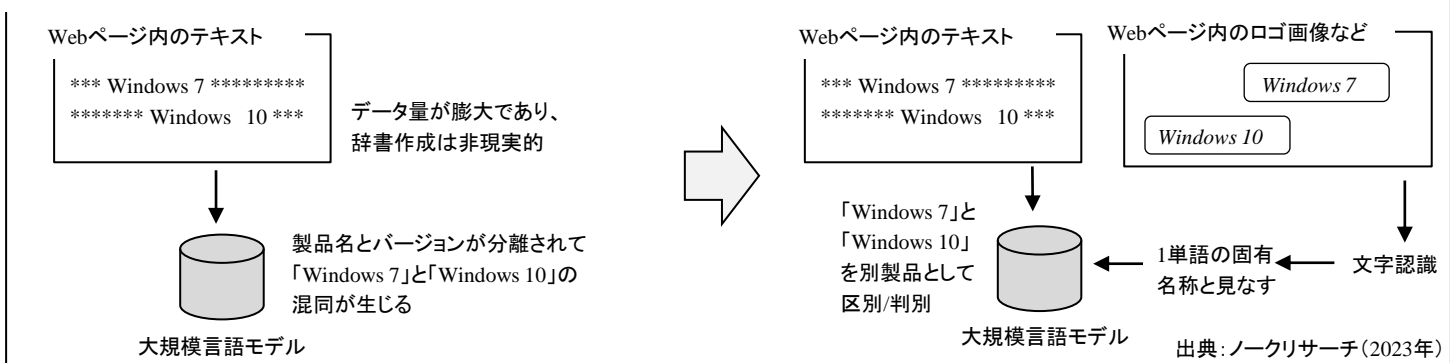 Webページ内のテキスト
*** Windows 7 *********
******* Windows 10 ***
データ量が膨大であり、
辞書作成は非現実的
製品名とバージョンが分離されて
「Windows 7」と「Windows 10」の
混同が生じる
大規模言語モデル
Webページ内のテキスト
*** Windows 7 *********
******* Windows 10 ***
Webページ内のロゴ画像など
Windows 7
Windows 10
「Windows 7」と
「Windows 10」
を別製品として
区別/判別
1単語の固有
名称と見なす
文字認識
大規模言語モデル
出典:ノークリサーチ(2023年)